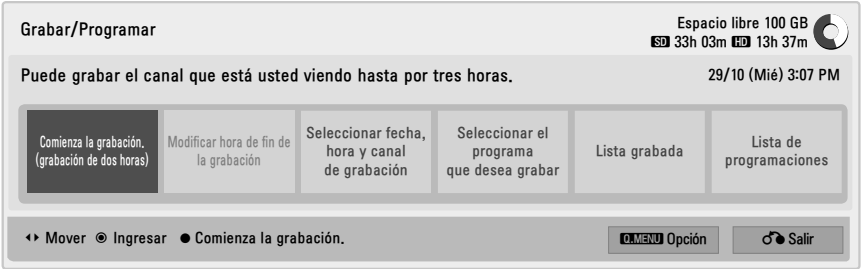 Grabar/Programar
Espacio libre 100 GB
SD 33h 03m HD 13h 37m
Puede grabar el canal que está usted viendo hasta por tres horas.
29/10 (Mié) 3:07 PM
Comienza la grabación.
(grabación de dos horas)
Modificar hora de fin de
la grabación
Seleccionar fecha,
hora y canal
de grabación
Seleccionar el
programa
que desea grabar
Lista grabada
Lista de
programaciones
Mover
Ingresar
Comienza la grabación.
Q.MENU Opción
Salir